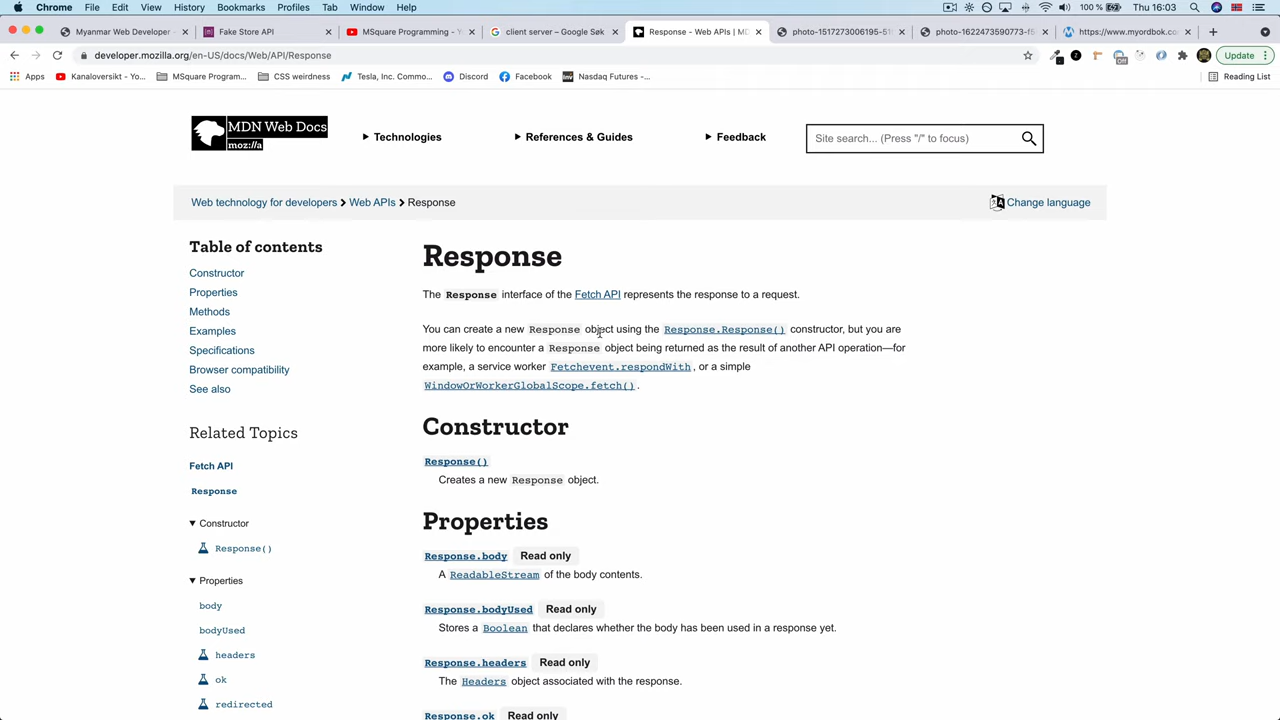 Chrome File Edit View History Bookmarks Profiles Tab Window Help 100 % Thu 16:03
Myanmar Web Developer - Fake Store API MSquare Programming - YouT client server – Google Søk Response - Web APIs | MD photo-1517273006195-51 photo-1622473590073-f5 https://www.myordbok.com/
developer.mozilla.org/en-US/docs/Web/API/Response Off Update
Apps Kanaloversikt - Yo... MSquare Program... CSS weirdness Tesla, Inc. Commo... Discord Facebook Inv Nasdaq Futures -... Reading List
MDN Web Docs
moz://a
Technologies References & Guides Feedback Site search... (Press "/" to focus)
Web technology for developers Web APIs Response Change language
Table of contents
Constructor
Properties
Methods
Examples
Specifications
Browser compatibility
See also
Related Topics
Fetch API
Response
Constructor
Response()
Properties
body
bodyUsed
headers
ok
redirected
Response
The Response interface of the Fetch API represents the response to a request.
You can create a new Response object using the Response.Response() constructor, but you are
more likely to encounter a Response object being returned as the result of another API operation—for
example, a service worker Fetchevent.respondWith, or a simple
WindowOrWorkerGlobalScope.fetch().
Constructor
Response()
Creates a new Response object.
Properties
Response.body Read only
A ReadableStream of the body contents.
Response.bodyUsed Read only
Stores a Boolean that declares whether the body has been used in a response yet.
Response.headers Read only
The Headers object associated with the response.
Response.ok Read only